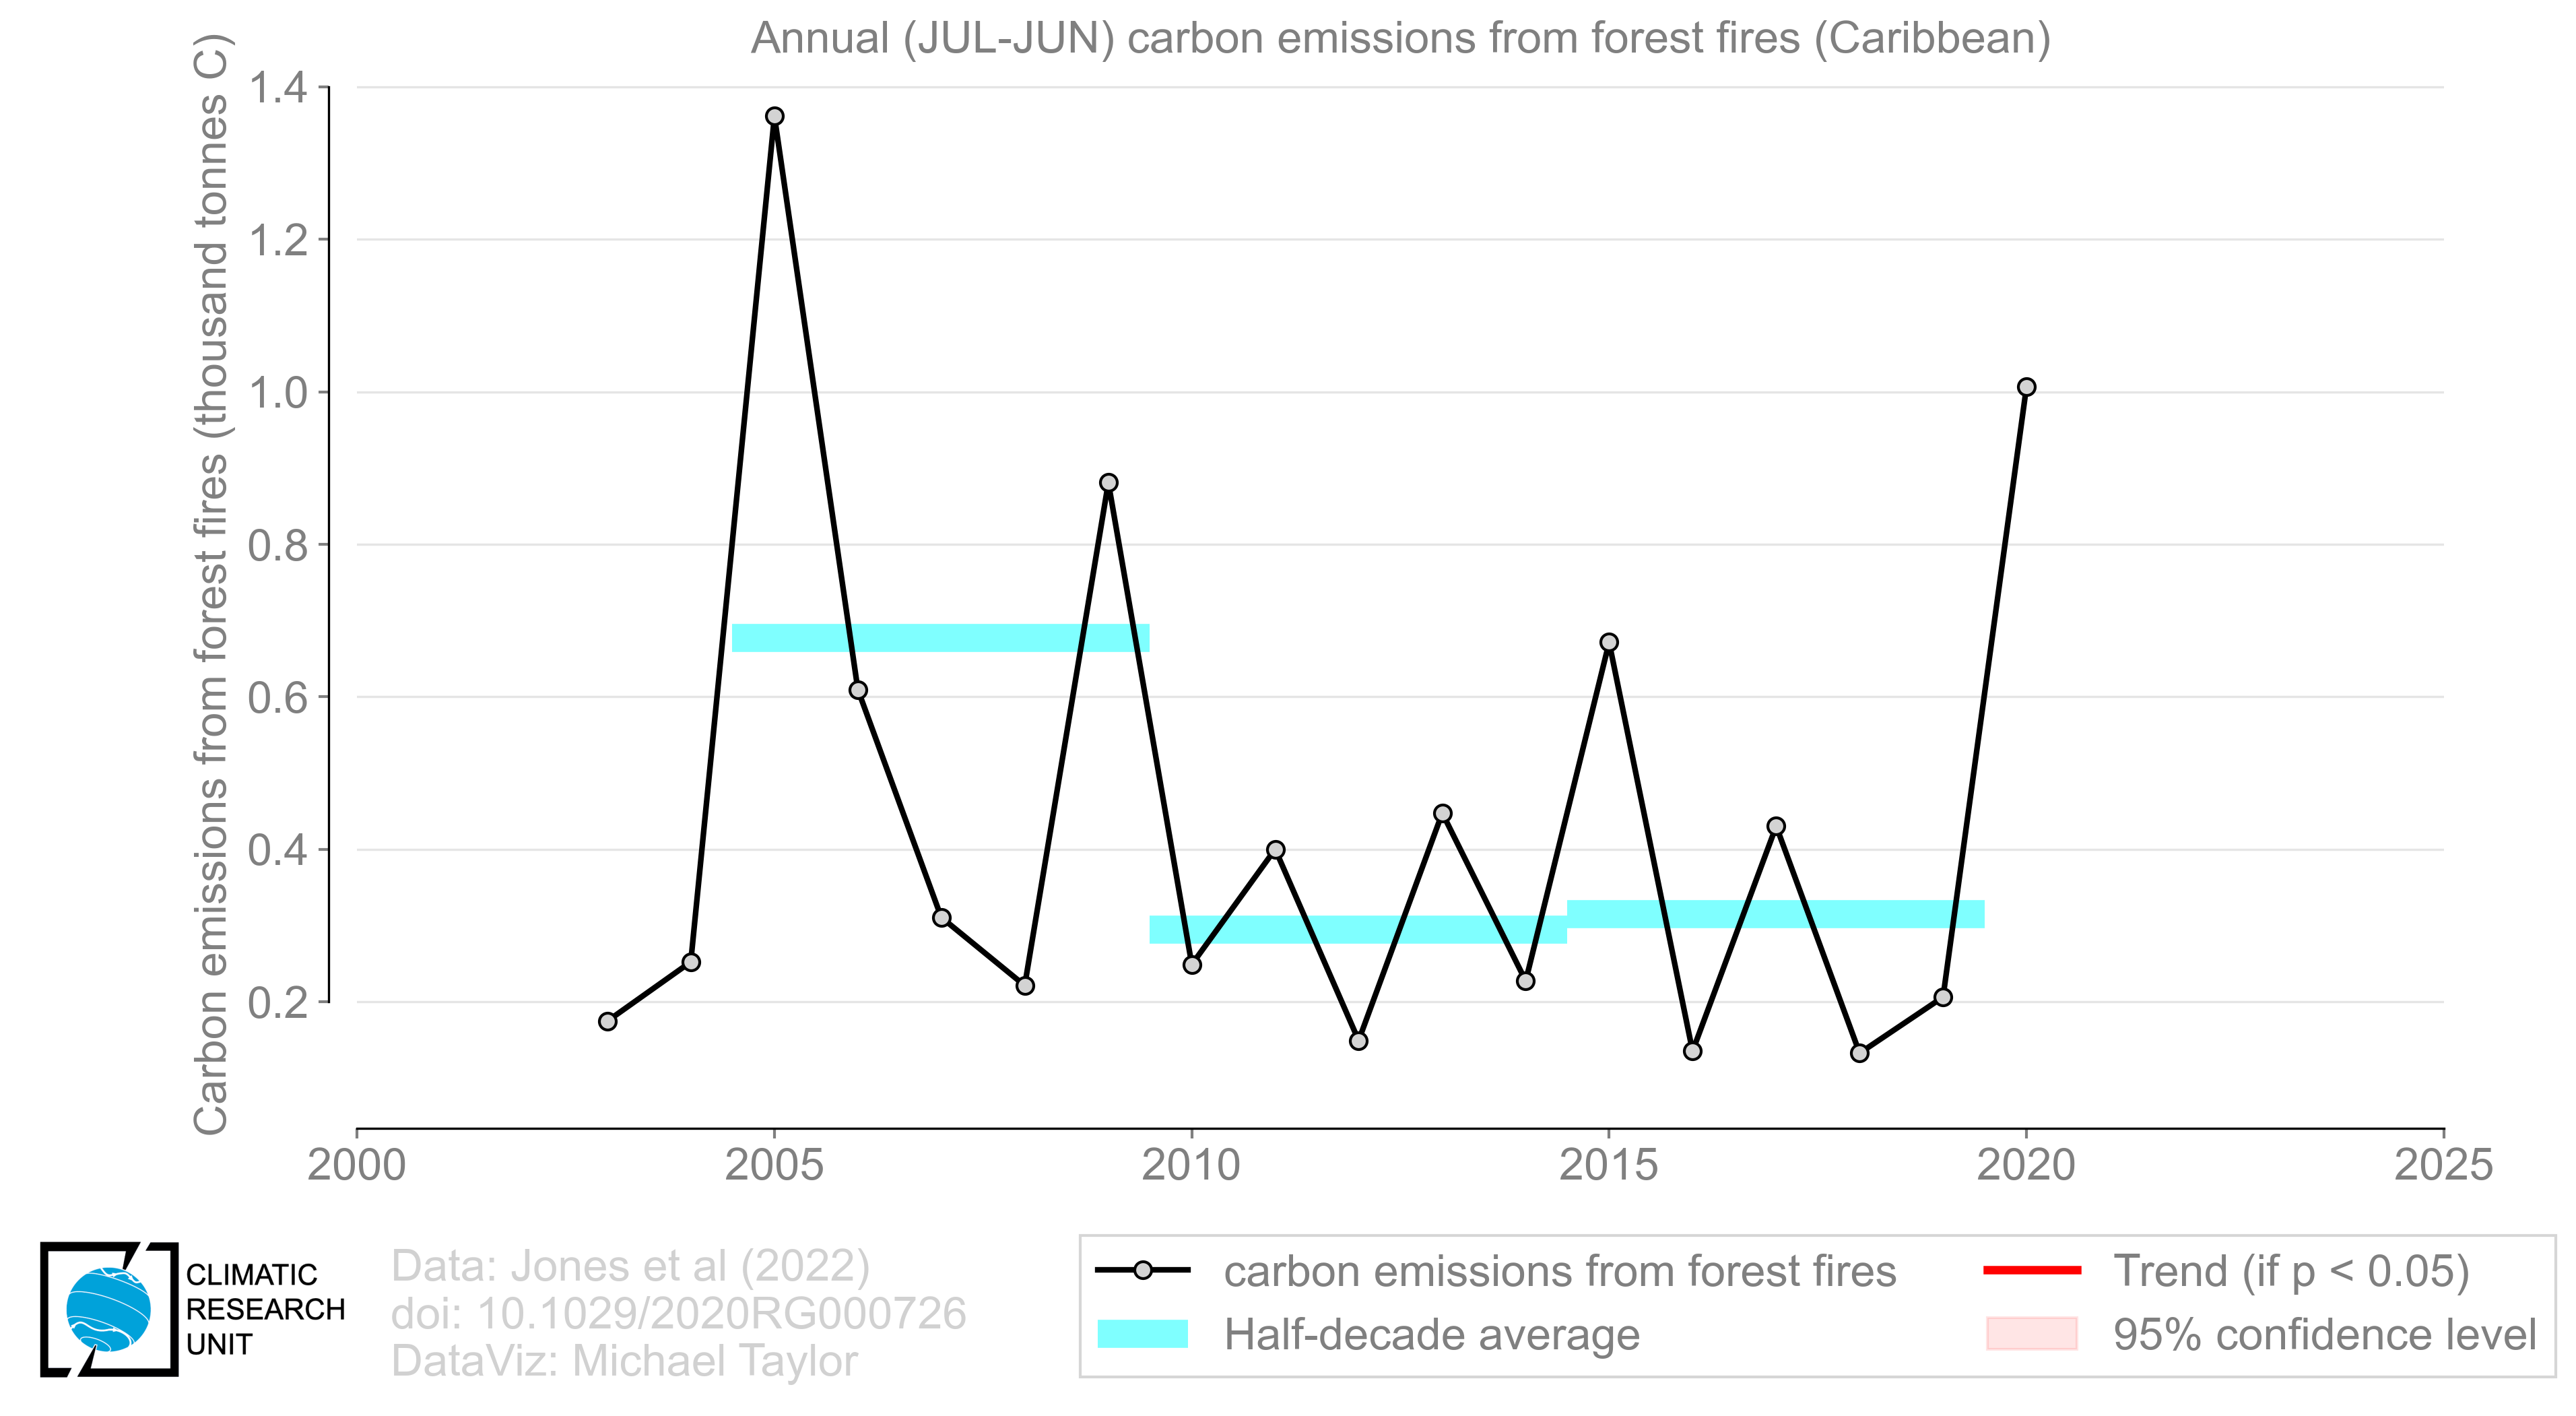 Annual (JUL-JUN) carbon emissions from forest fires (Caribbean)
Carbon emissions from forest fires (thousand tonnes C)
1.4
1.2
1.0
0.8
0.6
0.4
0.2
2000
2005
2010
2015
2020
2025
CLIMATIC
RESEARCH
UNIT
Data: Jones et al (2022)
doi: 10.1029/2020RG000726
DataViz: Michael Taylor
carbon emissions from forest fires
Half-decade average
Trend (if p < 0.05)
95% confidence level